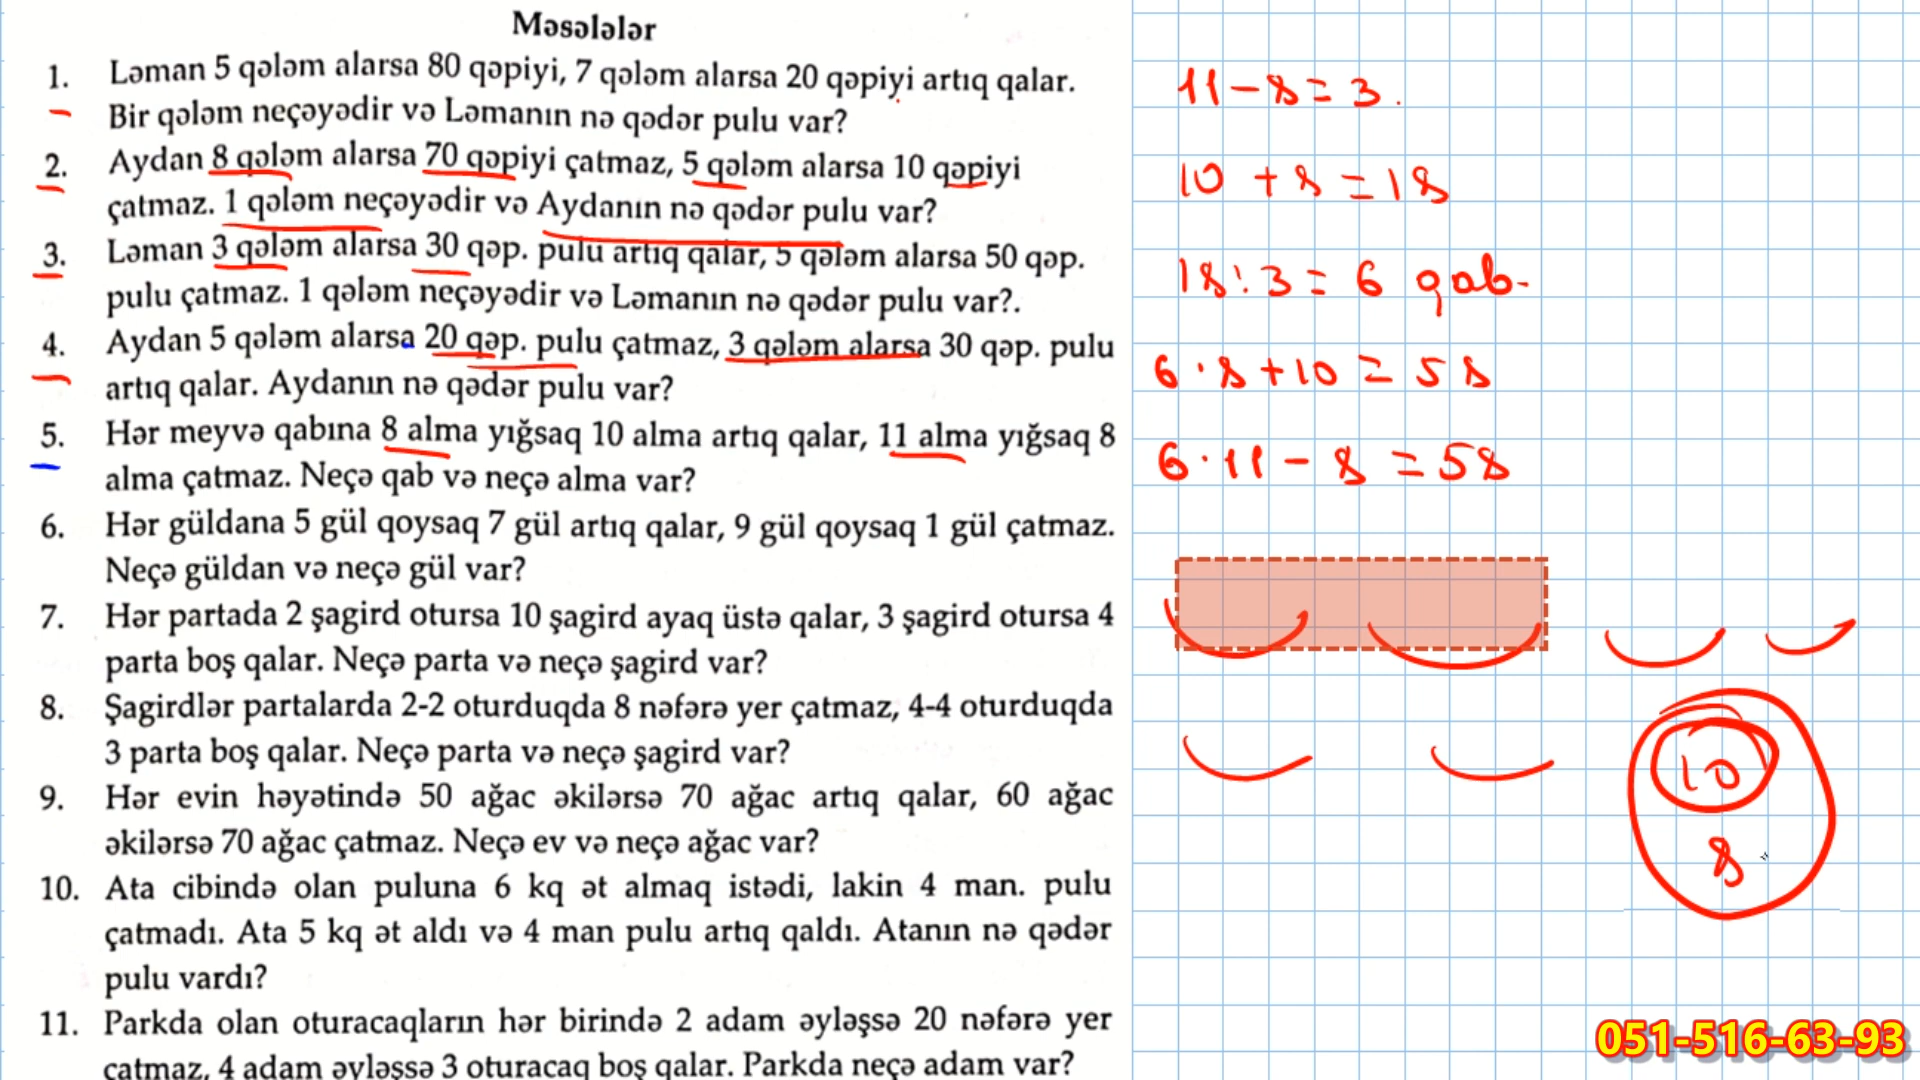 Məsələlər
1. Ləman 5 qələm alarsa 80 qəpiyi, 7 qələm alarsa 20 qəpiyi artıq qalar.
Bir qələm neçəyədir və Ləmanın nə qədər pulu var?
2. Aydan 8 qələm alarsa 70 qəpiyi çatmaz, 5 qələm alarsa 10 qəpiyi
çatmaz. 1 qələm neçəyədir və Aydanın nə qədər pulu var?
3. Ləman 3 qələm alarsa 30 qəp. pulu artıq qalar, 5 qələm alarsa 50 qəp.
pulu çatmaz. 1 qələm neçəyədir və Ləmanın nə qədər pulu var?.
4. Aydan 5 qələm alarsa 20 qəp. pulu çatmaz, 3 qələm alarsa 30 qəp. pulu
artıq qalar. Aydanın nə qədər pulu var?
5. Hər meyvə qabına 8 alma yığsaq 10 alma artıq qalar, 11 alma yığsaq 8
alma çatmaz. Neçə qab və neçə alma var?
6. Hər güldana 5 gül qoysaq 7 gül artıq qalar, 9 gül qoysaq 1 gül çatmaz.
Neçə güldan və neçə gül var?
7. Hər partada 2 şagird otursa 10 şagird ayaq üstə qalar, 3 şagird otursa 4
parta boş qalar. Neçə parta və neçə şagird var?
8. Şagirdlər partalarda 2-2 oturduqda 8 nəfərə yer çatmaz, 4-4 oturduqda
3 parta boş qalar. Neçə parta və neçə şagird var?
9. Hər evin həyətində 50 ağac əkilərsə 70 ağac artıq qalar, 60 ağac
əkilərsə 70 ağac çatmaz. Neçə ev və neçə ağac var?
10. Ata cibində olan puluna 6 kq ət almaq istədi, lakin 4 man. pulu
çatmadı. Ata 5 kq ət aldı və 4 man pulu artıq qaldı. Atanın nə qədər
pulu vardı?
11. Parkda olan oturacaqların hər birində 2 adam əyləşsə 20 nəfərə yer
çatmaz, 4 adam əyləşsə 3 oturacaq boş qalar. Parkda neçə adam var?
11 - 8 = 3.
10 + 8 = 18
18 : 3 = 6 qab.
6 · 8 + 10 = 58
6 · 11 - 8 = 58
10
8
051-516-63-93